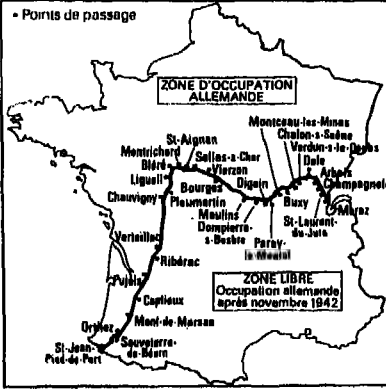 • Points de passage
ZONE D'OCCUPATION
ALLEMANDE
Montceau-les-Mines
Chalon-s-Saône
Verdun-s-le-Doubs
Dole
Arbois
Champagnole
St-Aignan
Montrichard
Selles-s-Cher
Bléré
Vierzon
Liguell
Bourges
Digoin
Chauvigny
Pleumartin
Buxy
Moulins
St-Laurent-
du-Jura
Dompierre-
s-Besbre
Paray-
le-Monial
Verteillac
Ribérac
ZONE LIBRE
Occupation allemande
après novembre 1942
Pujols
Captieux
Orthez
Mont-de-Marsan
St-Jean-
Pied-de-Port
Sauveterre-
de-Béarn